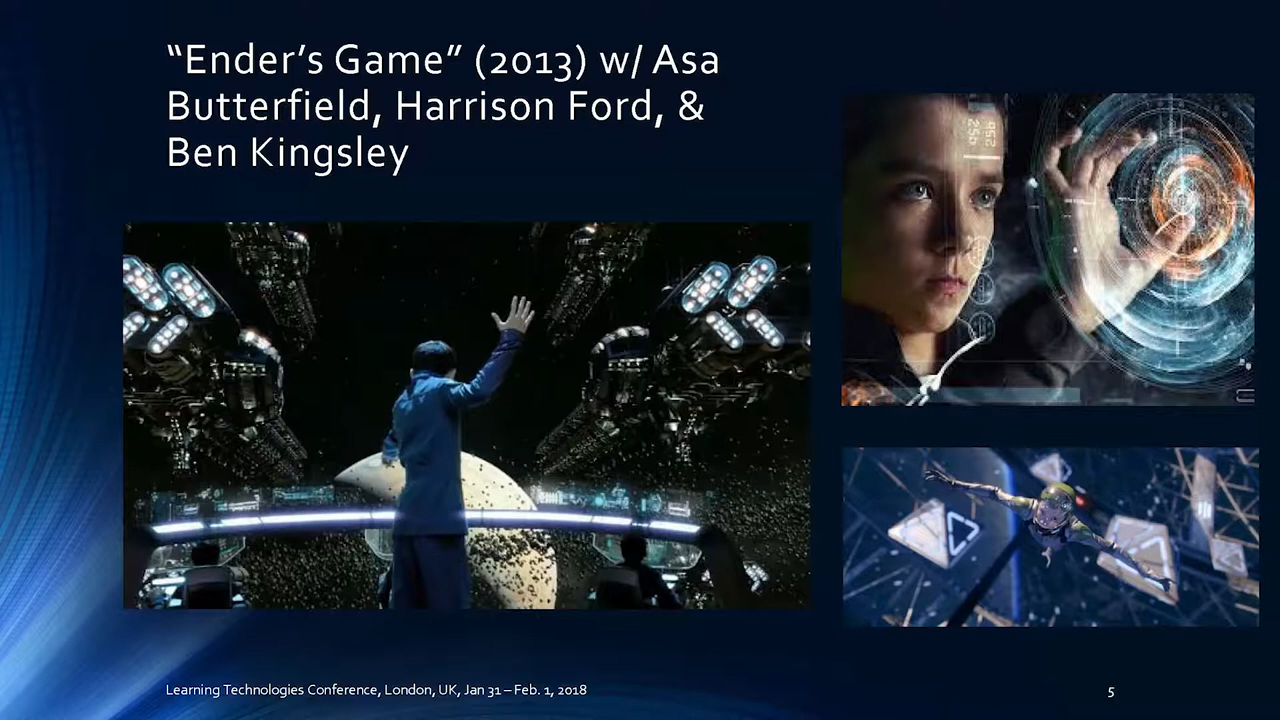 “Ender’s Game” (2013) w/ Asa
Butterfield, Harrison Ford, &
Ben Kingsley
Learning Technologies Conference, London, UK, Jan 31 – Feb. 1, 2018
5